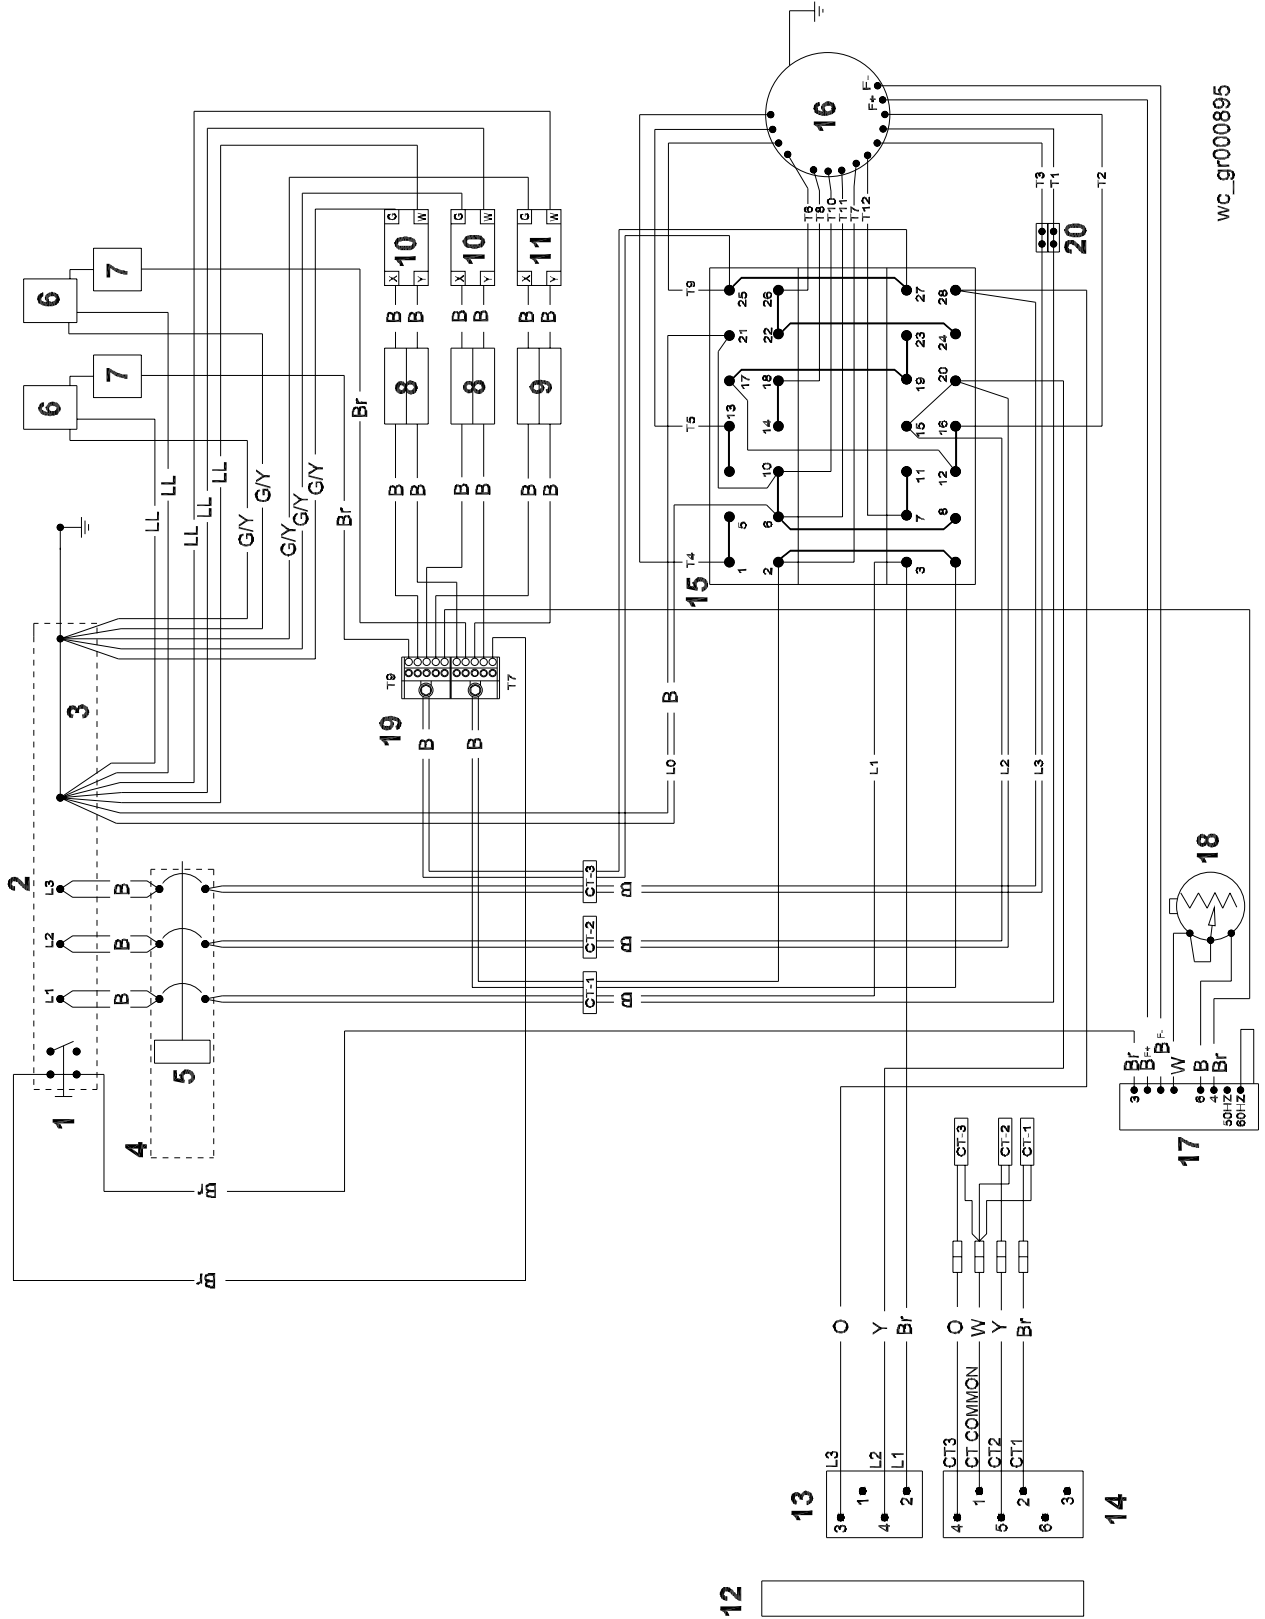 wc_gr000895
1
2
3
L1
L2
L3
B
B
B
4
5
6
7
6
7
LL
LL
LL
LL
LL
G/Y
G/Y
G/Y
G/Y
G/Y
Br
Br
Br
Br
8
8
9
B
B
B
B
B
B
B
B
B
B
B
B
10
X
Y
G
W
10
X
Y
G
W
11
X
Y
G
W
19
T9
T7
B
B
CT-3
CT-2
CT-1
B
B
B
L0
B
L1
L2
L3
15
T4
T5
T9
1
5
13
17
21
25
2
6
10
14
18
22
26
3
7
11
15
19
23
27
8
12
16
20
24
28
T6
T8
T10
T11
T7
T12
16
F+
F-
T3
T1
T2
20
17
3
6
4
50HZ
60HZ
Br
B F+
B F-
W
B
Br
18
12
13
3
1
4
2
L3
L2
L1
O
Y
Br
14
4
1
5
2
6
3
CT3
CT COMMON
CT2
CT1
O
W
Y
Br
CT-3
CT-2
CT-1